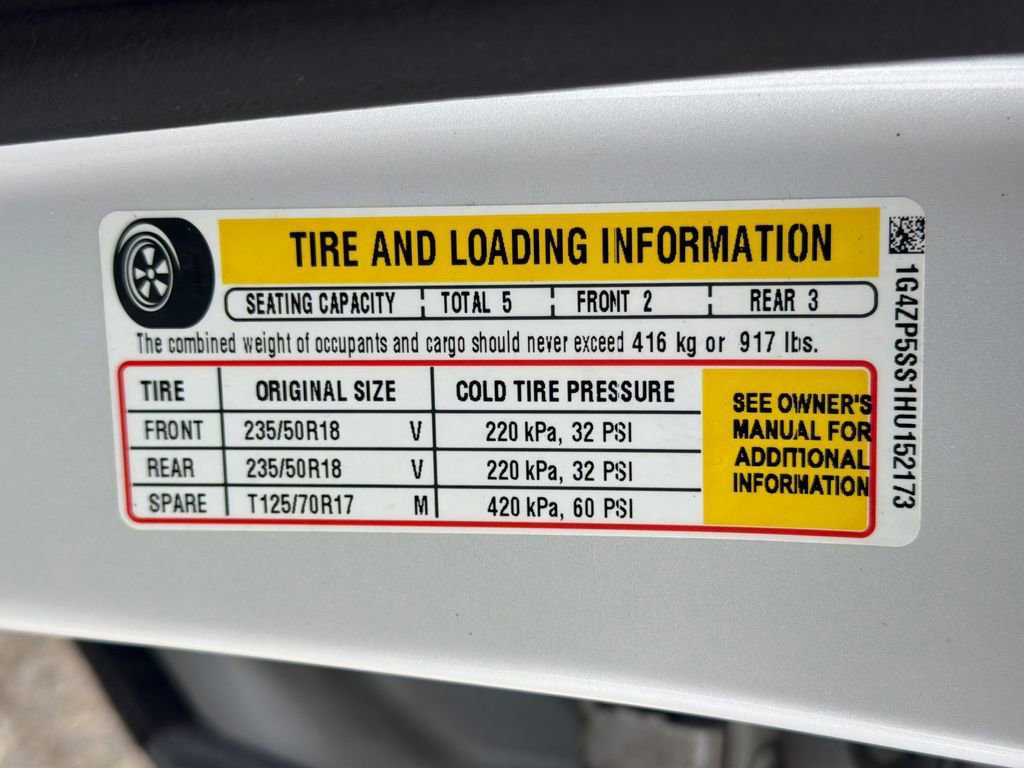 TIRE AND LOADING INFORMATION
SEATING CAPACITY TOTAL 5 FRONT 2 REAR 3
The combined weight of occupants and cargo should never exceed 416 kg or 917 lbs.
TIRE ORIGINAL SIZE COLD TIRE PRESSURE
FRONT 235/50R18 V 220 kPa, 32 PSI
REAR 235/50R18 V 220 kPa, 32 PSI
SPARE T125/70R17 M 420 kPa, 60 PSI
SEE OWNER'S
MANUAL FOR
ADDITIONAL
INFORMATION
1G4ZP5SS1HU152173